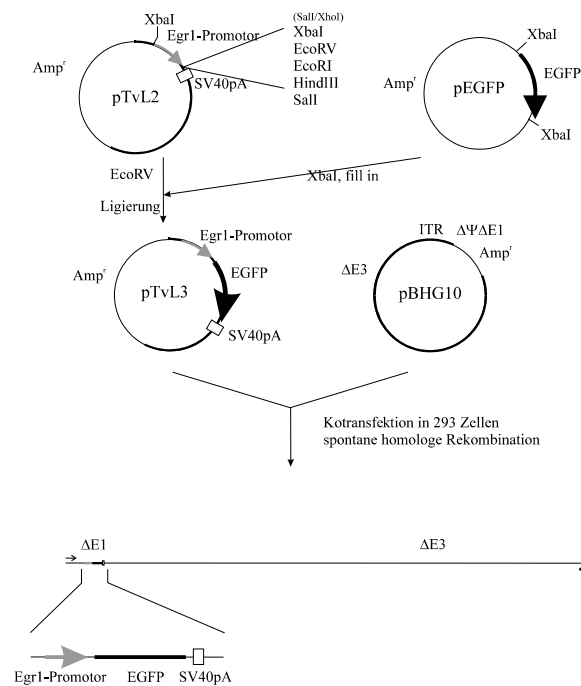 XbaI
Egr1-Promotor
Amp^r
pTvL2
SV40pA
(SalI/XhoI)
XbaI
EcoRV
EcoRI
HindIII
SalI
XbaI
Amp^r
EGFP
pEGFP
XbaI
EcoRV
XbaI, fill in
Ligierung
Egr1-Promotor
EGFP
Amp^r
pTvL3
SV40pA
ITR
ΔΨΔE1
Amp^r
ΔE3
pBHG10
Kotransfektion in 293 Zellen
spontane homologe Rekombination
ΔE1
ΔE3
Egr1-Promotor
EGFP
SV40pA